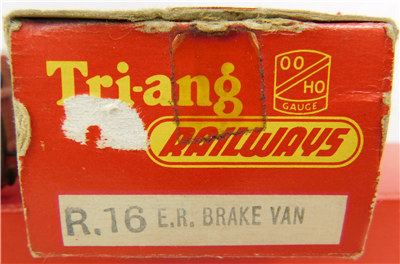 Tri-ang
OO
HO
GAUGE
RAILWAYS
R.16 E.R. BRAKE VAN